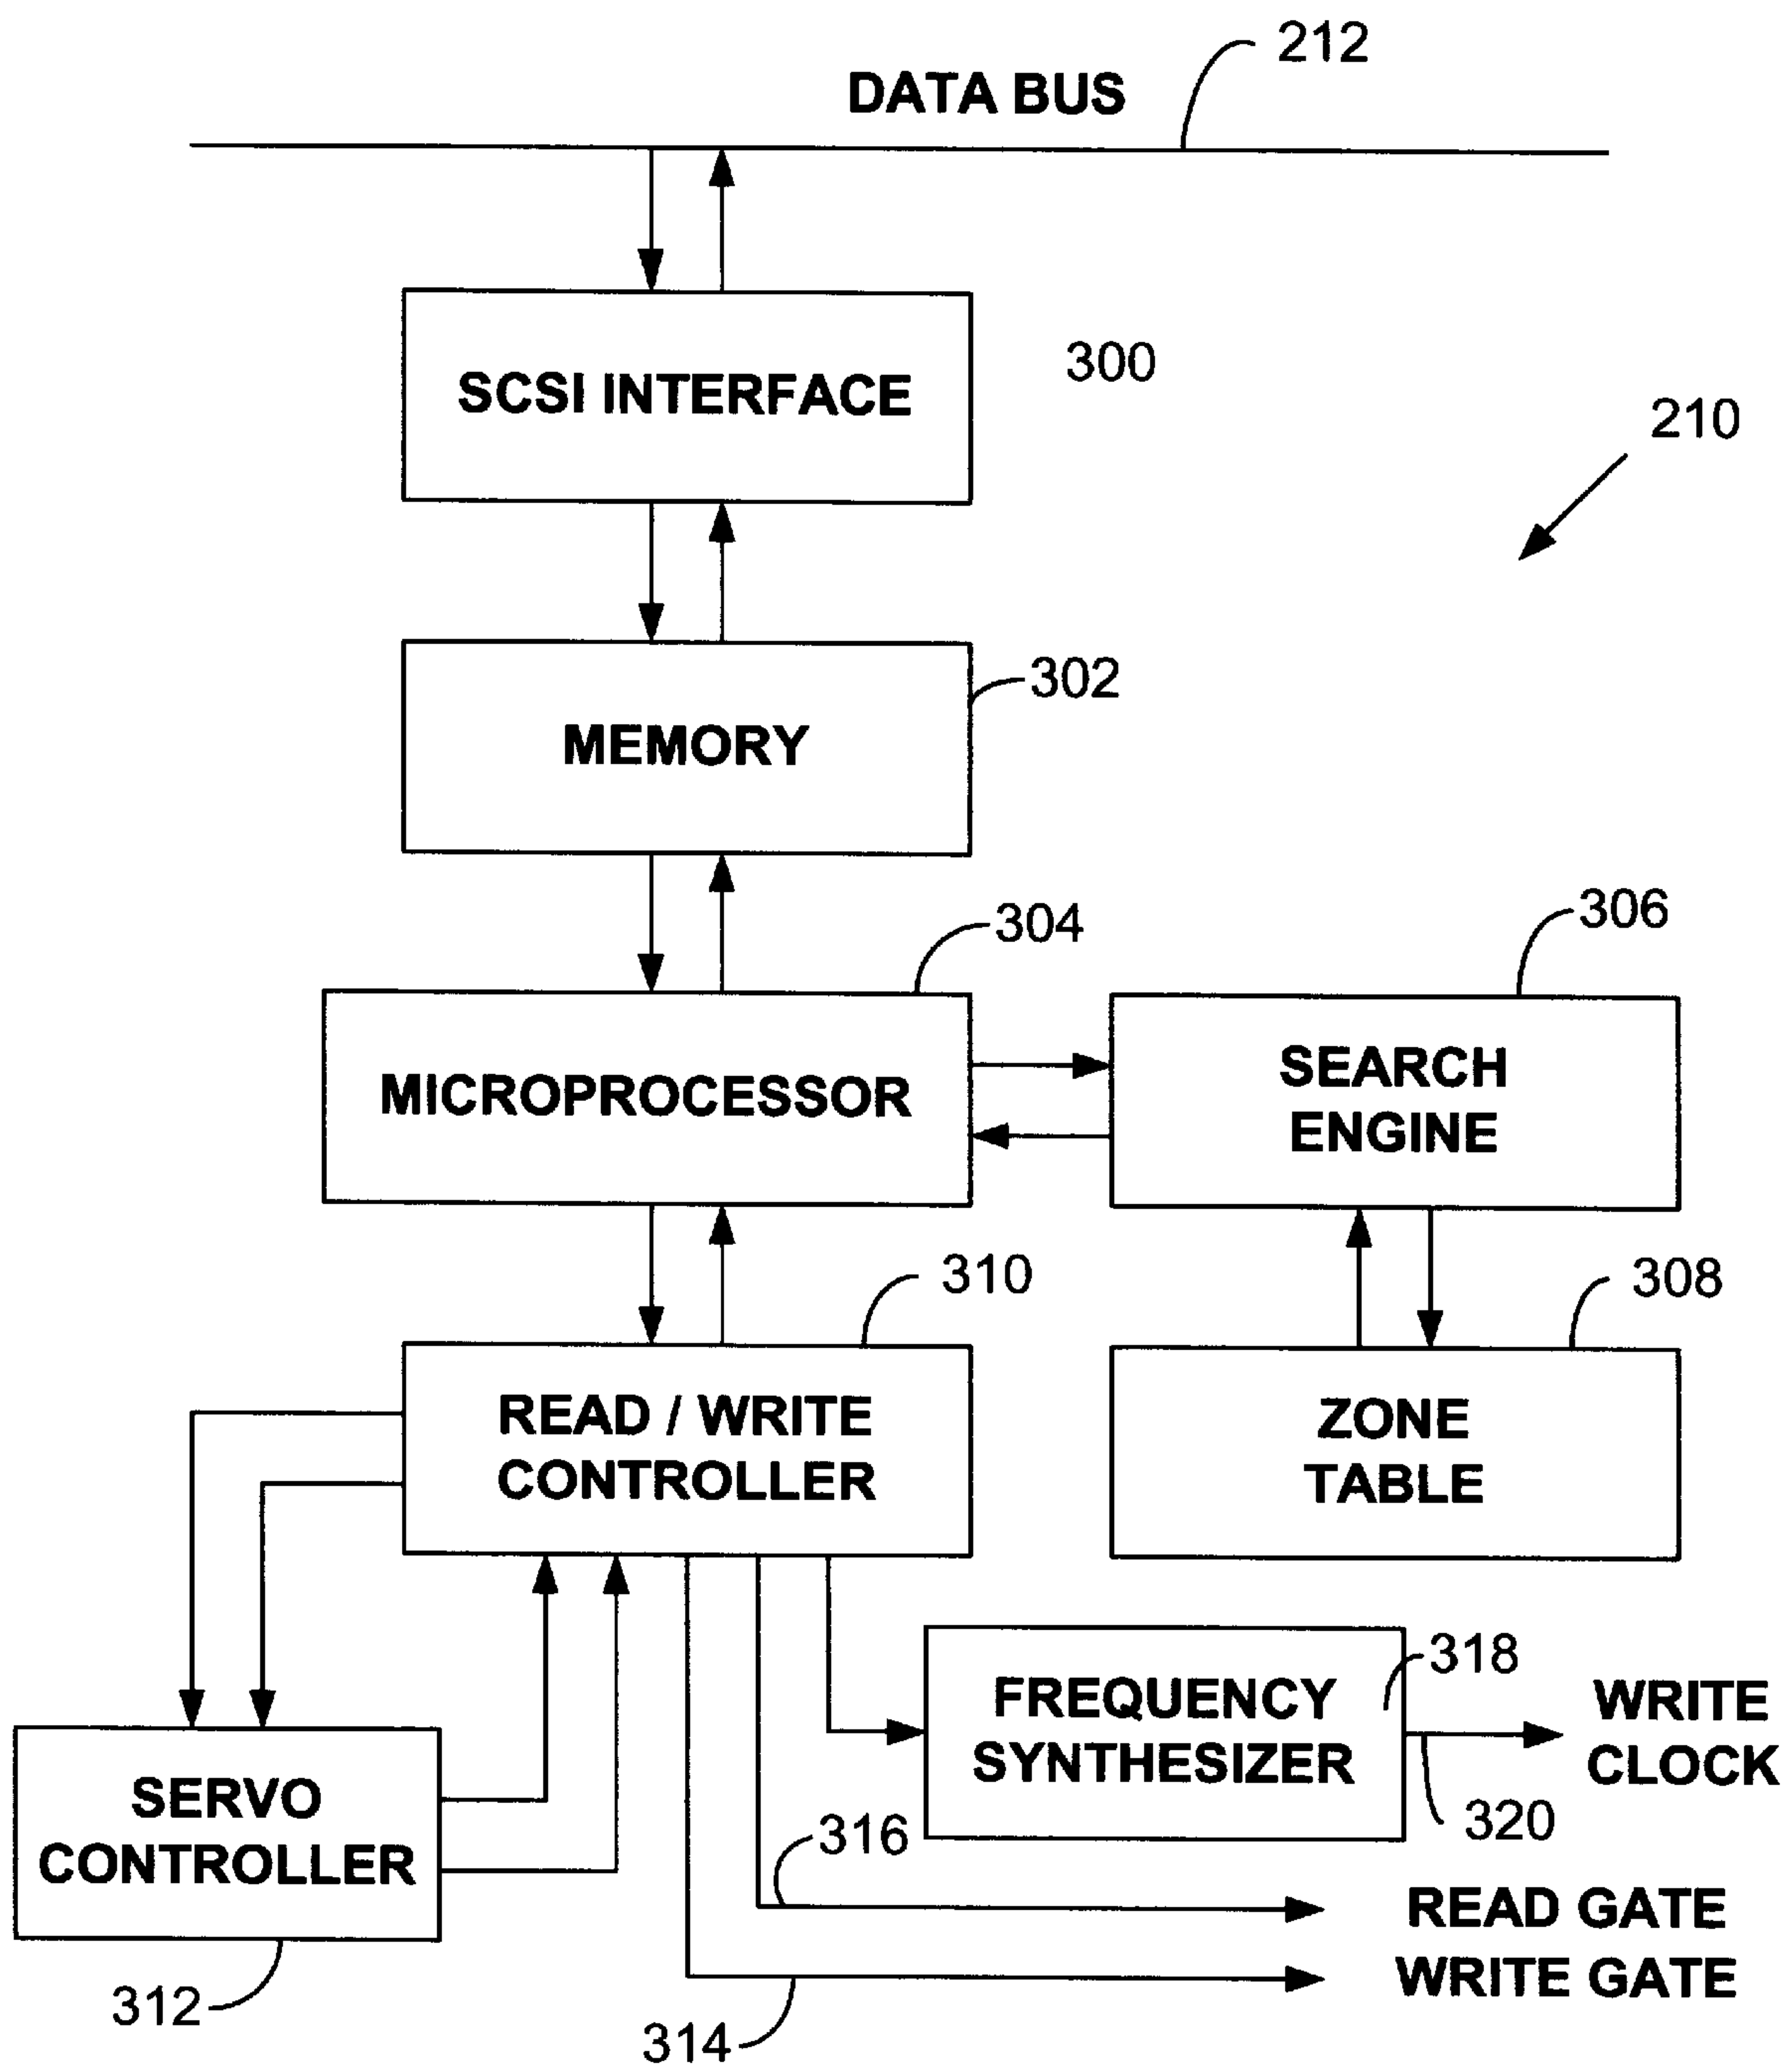 212
DATA BUS
SCSI INTERFACE
300
210
302
MEMORY
304
306
MICROPROCESSOR
SEARCH
ENGINE
310
308
READ / WRITE
CONTROLLER
ZONE
TABLE
318
FREQUENCY
SYNTHESIZER
WRITE
CLOCK
320
SERVO
CONTROLLER
316
READ GATE
WRITE GATE
312
314